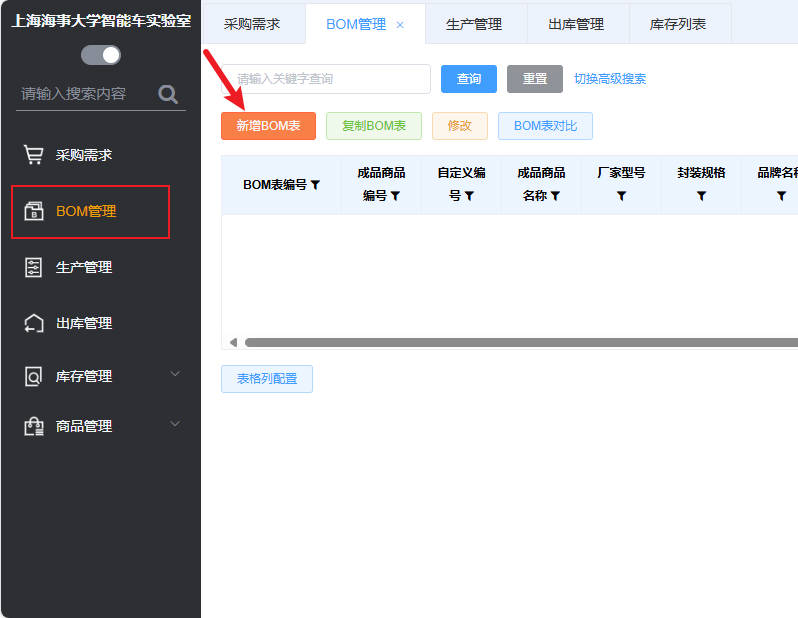 上海海事大学智能车实验室
请输入搜索内容
采购需求
BOM管理
生产管理
出库管理
库存管理
商品管理
采购需求 BOM管理 × 生产管理 出库管理 库存列表
请输入关键字查询 查询 重置 切换高级搜索
新增BOM表 复制BOM表 修改 BOM表对比
BOM表编号 成品商品编号 自定义编号 成品商品名称 厂家型号 封装规格 品牌名称
表格列配置